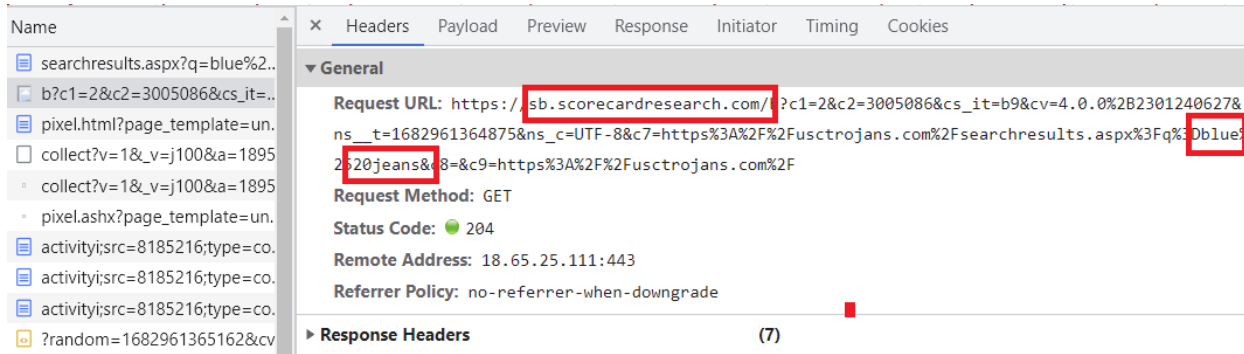 Name
searchresults.aspx?q=blue%2..
b?c1=2&c2=3005086&cs_it=..
pixel.html?page_template=un.
collect?v=1&_v=j100&a=1895
collect?v=1&_v=j100&a=1895
pixel.ashx?page_template=un.
activityi;src=8185216;type=co.
activityi;src=8185216;type=co.
activityi;src=8185216;type=co.
?random=1682961365162&cv
× Headers Payload Preview Response Initiator Timing Cookies
▼ General
Request URL: https://sb.scorecardresearch.com/b?c1=2&c2=3005086&cs_it=b9&cv=4.0.0%2B2301240627&
ns__t=1682961364875&ns_c=UTF-8&c7=https%3A%2F%2Fusctrojans.com%2Fsearchresults.aspx%3Fq%3Dblue%
2520jeans&c8=&c9=https%3A%2F%2Fusctrojans.com%2F
Request Method: GET
Status Code: 204
Remote Address: 18.65.25.111:443
Referrer Policy: no-referrer-when-downgrade
▶ Response Headers (7)